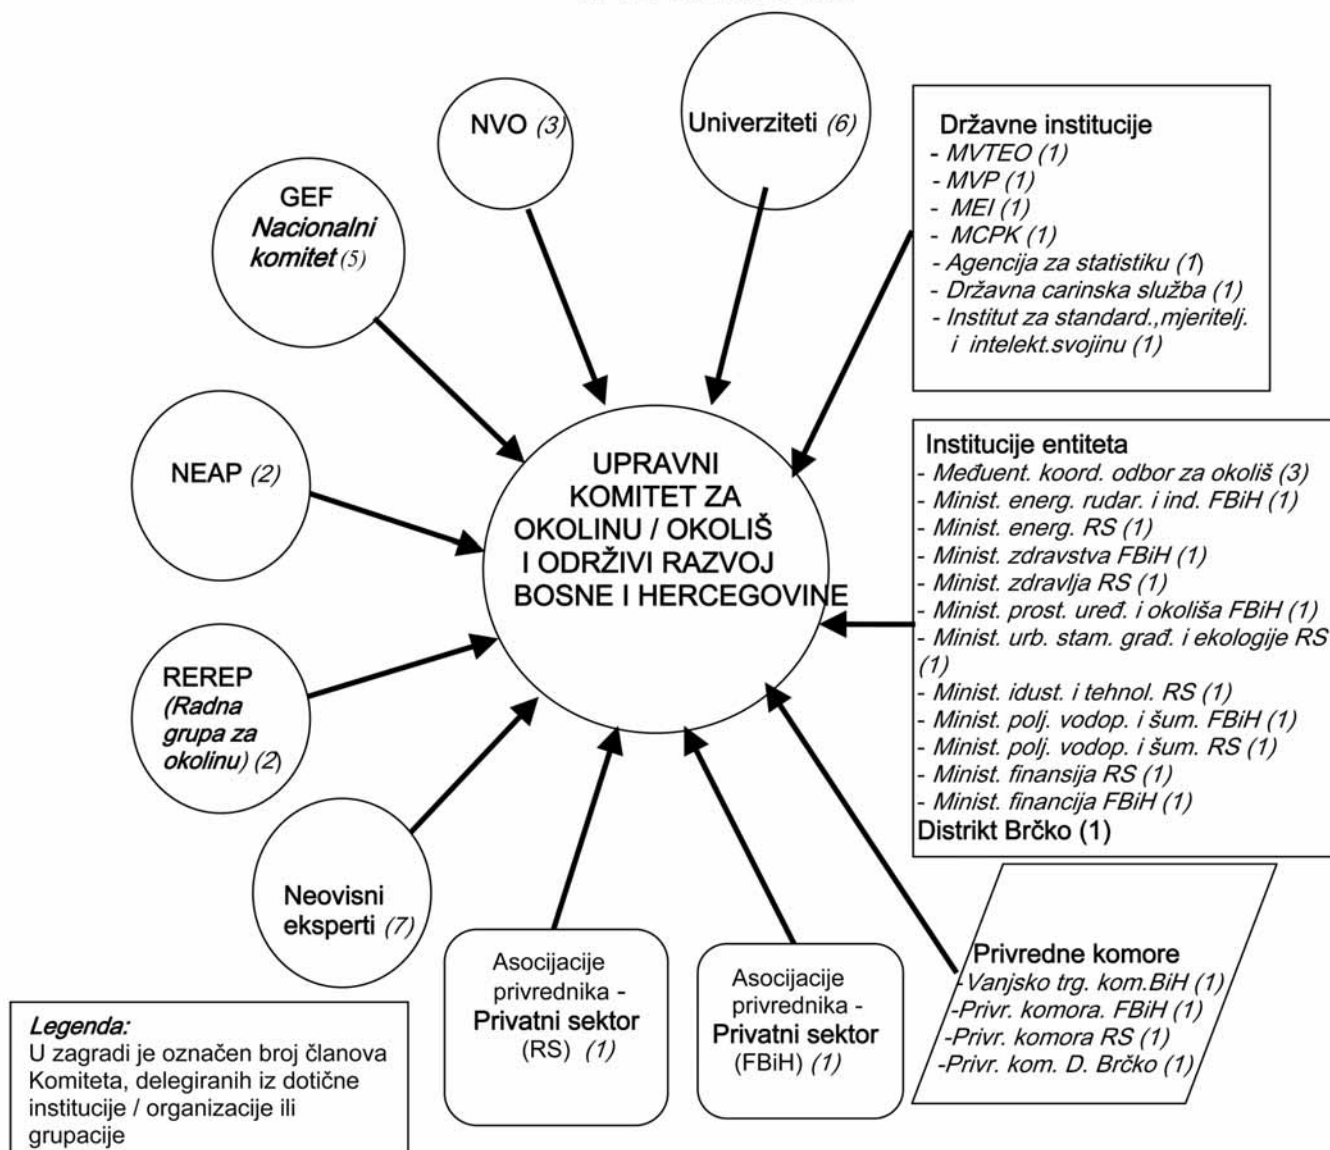 NVO (3)
Univerziteti (6)
GEF
Nacionalni
komitet (5)
NEAP (2)
REREP
(Radna
grupa za
okolinu) (2)
Neovisni
eksperti (7)
UPRAVNI
KOMITET ZA
OKOLINU / OKOLIŠ
I ODRŽIVI RAZVOJ
BOSNE I HERCEGOVINE
Državne institucije
- MVTEO (1)
- MVP (1)
- MEI (1)
- MCPK (1)
- Agencija za statistiku (1)
- Državna carinska služba (1)
- Institut za standard.,mjeritelj.
i intelekt.svojinu (1)
Institucije entiteta
- Međuent. koord. odbor za okoliš (3)
- Minist. energ. rudar. i ind. FBiH (1)
- Minist. energ. RS (1)
- Minist. zdravstva FBiH (1)
- Minist. zdravlja RS (1)
- Minist. prost. uređ. i okoliša FBiH (1)
- Minist. urb. stam. građ. i ekologije RS
(1)
- Minist. idust. i tehnol. RS (1)
- Minist. polj. vodop. i šum. FBiH (1)
- Minist. polj. vodop. i šum. RS (1)
- Minist. finansija RS (1)
- Minist. financija FBiH (1)
Distrikt Brčko (1)
Privredne komore
-Vanjsko trg. kom.BiH (1)
-Privr. komora. FBiH (1)
-Privr. komora RS (1)
-Privr. kom. D. Brčko (1)
Asocijacije
privrednika -
Privatni sektor
(RS) (1)
Asocijacije
privrednika -
Privatni sektor
(FBiH) (1)
Legenda:
U zagradi je označen broj članova
Komiteta, delegiranih iz dotične
institucije / organizacije ili
grupacije